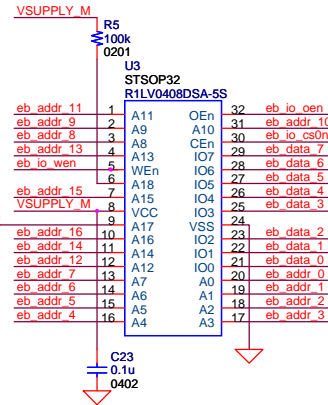 VSUPPLY_M
R5
100k
0201
U3
STSOP32
R1LV0408DSA-5S
eb_addr_11 1 A11 OEn 32 eb_io_oen
eb_addr_9 2 A9 A10 31 eb_addr_10
eb_addr_8 3 A8 CEn 30 eb_io_cs0n
eb_addr_13 4 A13 IO7 29 eb_data_7
eb_io_wen 5 WEn IO6 28 eb_data_6
6 A18 IO5 27 eb_data_5
eb_addr_15 7 A15 IO4 26 eb_data_4
VSUPPLY_M 8 VCC IO3 25 eb_data_3
9 A17 VSS 24
eb_addr_16 10 A16 IO2 23 eb_data_2
eb_addr_14 11 A14 IO1 22 eb_data_1
eb_addr_12 12 A12 IO0 21 eb_data_0
eb_addr_7 13 A7 A0 20 eb_addr_0
eb_addr_6 14 A6 A1 19 eb_addr_1
eb_addr_5 15 A5 A2 18 eb_addr_2
eb_addr_4 16 A4 A3 17 eb_addr_3
C23
0.1u
0402